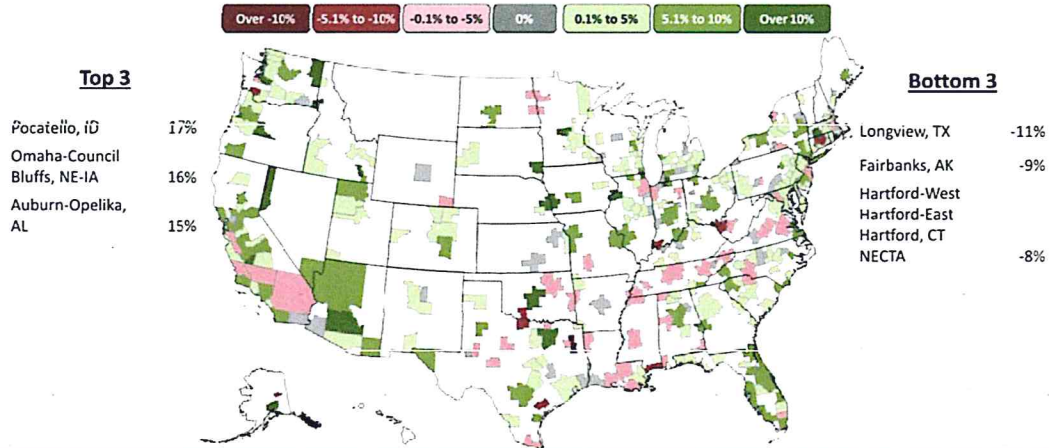 Over -10% -5.1% to -10% -0.1% to -5% 0% 0.1% to 5% 5.1% to 10% Over 10%
Top 3
Pocatello, ID 17%
Omaha-Council
Bluffs, NE-IA 16%
Auburn-Opelika,
AL 15%
Bottom 3
Longview, TX -11%
Fairbanks, AK -9%
Hartford-West
Hartford-East
Hartford, CT
NECTA -8%